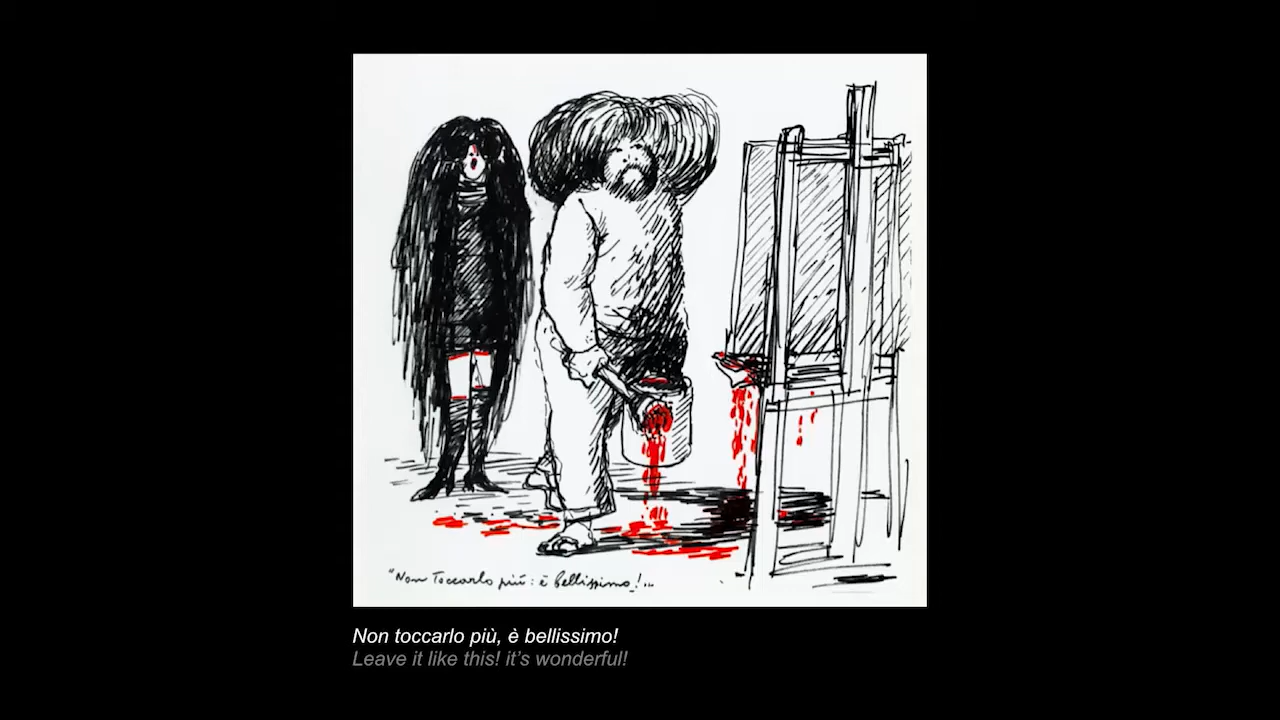 "Non toccarlo più: è bellissimo!...
Non toccarlo più, è bellissimo!
Leave it like this! it's wonderful!